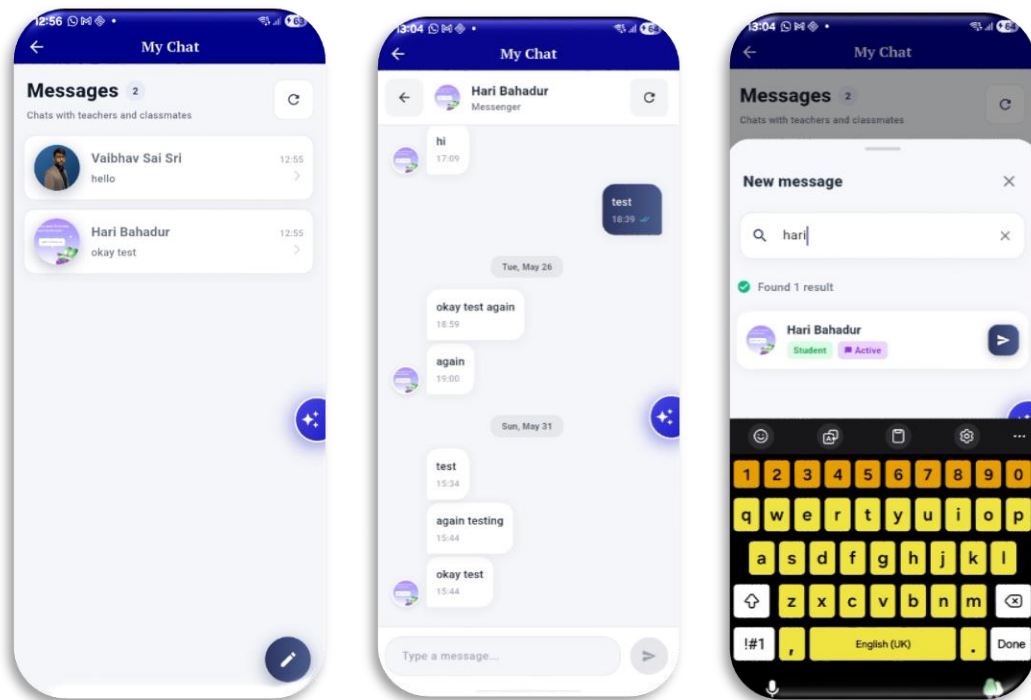 12:56
63
My Chat
Messages 2
Chats with teachers and classmates
Vaibhav Sai Sri
12:55
hello
Hari Bahadur
12:55
okay test
13:04
64
My Chat
Hari Bahadur
Messenger
hi
17:09
test
18:39
Tue, May 26
okay test again
18:59
again
19:00
Sun, May 31
test
15:34
again testing
15:44
okay test
15:44
Type a message...
13:04
64
My Chat
Messages 2
Chats with teachers and classmates
New message
hari
Found 1 result
Hari Bahadur
Student Active
1 2 3 4 5 6 7 8 9 0
q w e r t y u i o p
a s d f g h j k l
z x c v b n m
!#1 , English (UK) . Done